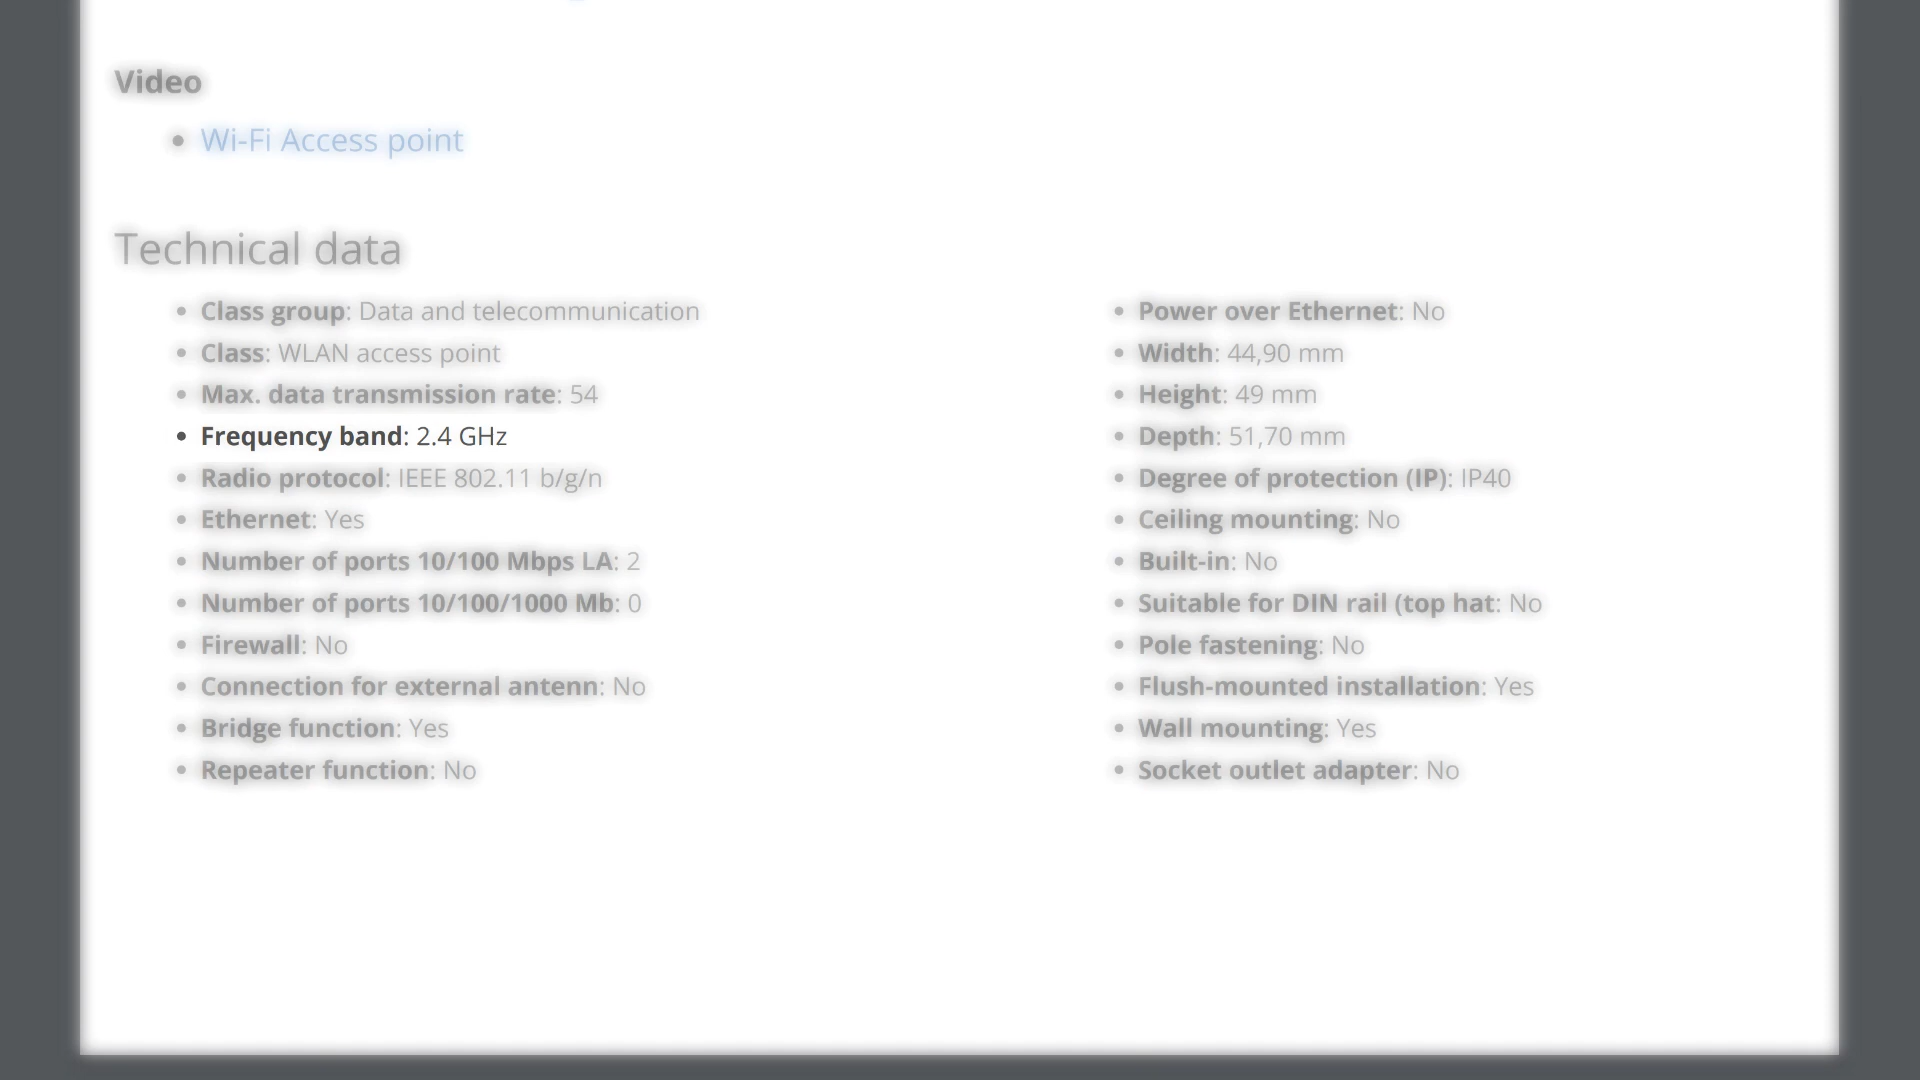 Video
Wi-Fi Access point
Technical data
Class group: Data and telecommunication
Class: WLAN access point
Max. data transmission rate: 54
Frequency band: 2.4 GHz
Radio protocol: IEEE 802.11 b/g/n
Ethernet: Yes
Number of ports 10/100 Mbps LA: 2
Number of ports 10/100/1000 Mb: 0
Firewall: No
Connection for external antenn: No
Bridge function: Yes
Repeater function: No
Power over Ethernet: No
Width: 44,90 mm
Height: 49 mm
Depth: 51,70 mm
Degree of protection (IP): IP40
Ceiling mounting: No
Built-in: No
Suitable for DIN rail (top hat: No
Pole fastening: No
Flush-mounted installation: Yes
Wall mounting: Yes
Socket outlet adapter: No